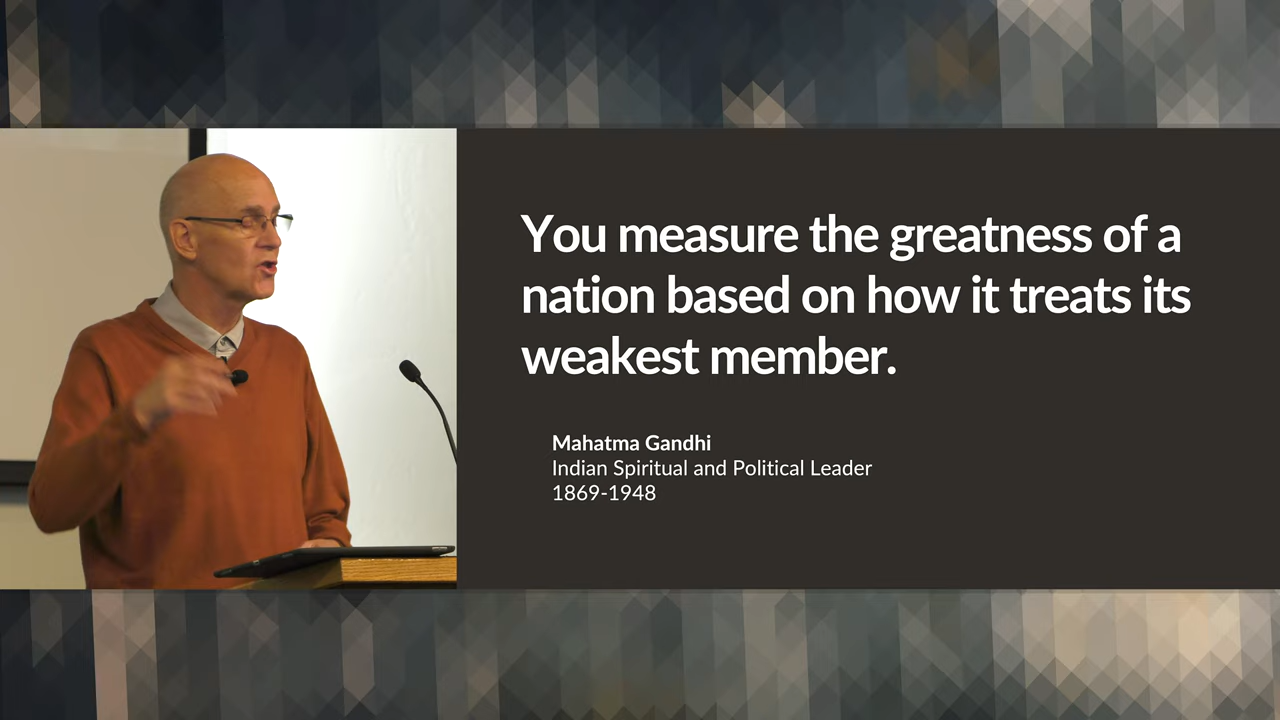 You measure the greatness of a
nation based on how it treats its
weakest member.
Mahatma Gandhi
Indian Spiritual and Political Leader
1869-1948